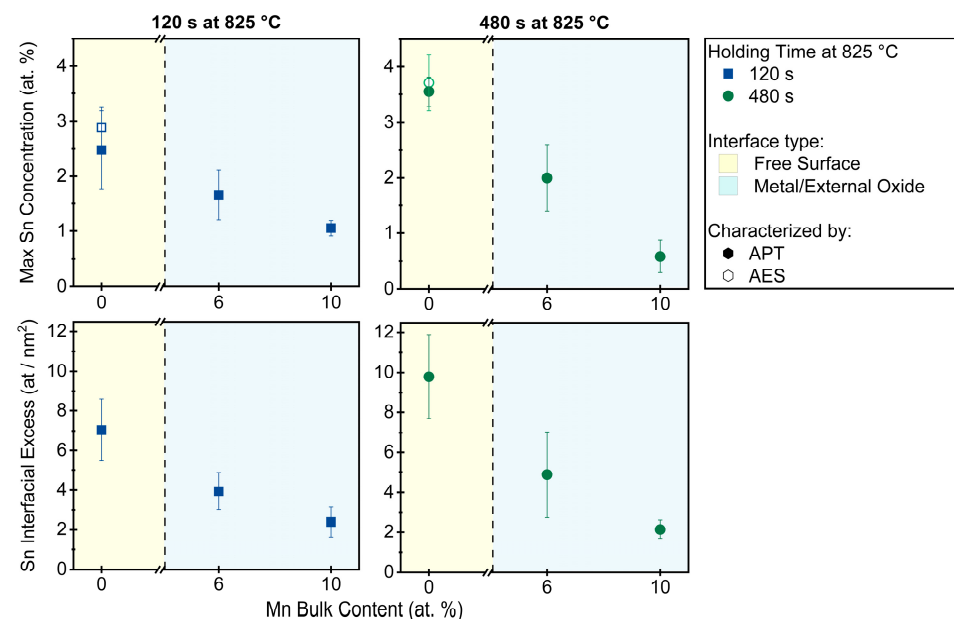 120 s at 825 °C
480 s at 825 °C
Max Sn Concentration (at. %)
4
3
2
1
0
0
6
10
4
3
2
1
0
0
6
10
Holding Time at 825 °C
120 s
480 s
Interface type:
Free Surface
Metal/External Oxide
Characterized by:
APT
AES
Sn Interfacial Excess (at / nm²)
12
10
8
6
4
2
0
0
6
10
12
10
8
6
4
2
0
0
6
10
Mn Bulk Content (at. %)